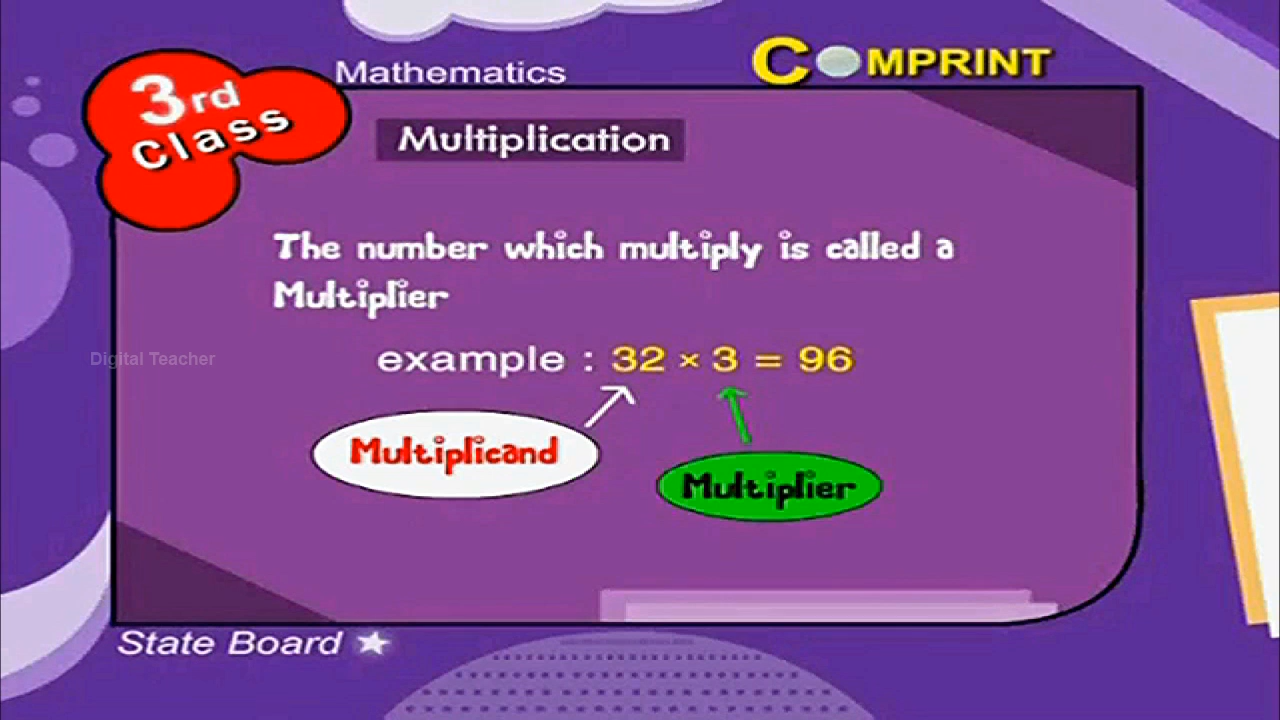 Mathematics
COMPRINT
3rd
Class
Multiplication
The number which multiply is called a
Multiplier
Digital Teacher
example : 32 × 3 = 96
Multiplicand
Multiplier
State Board